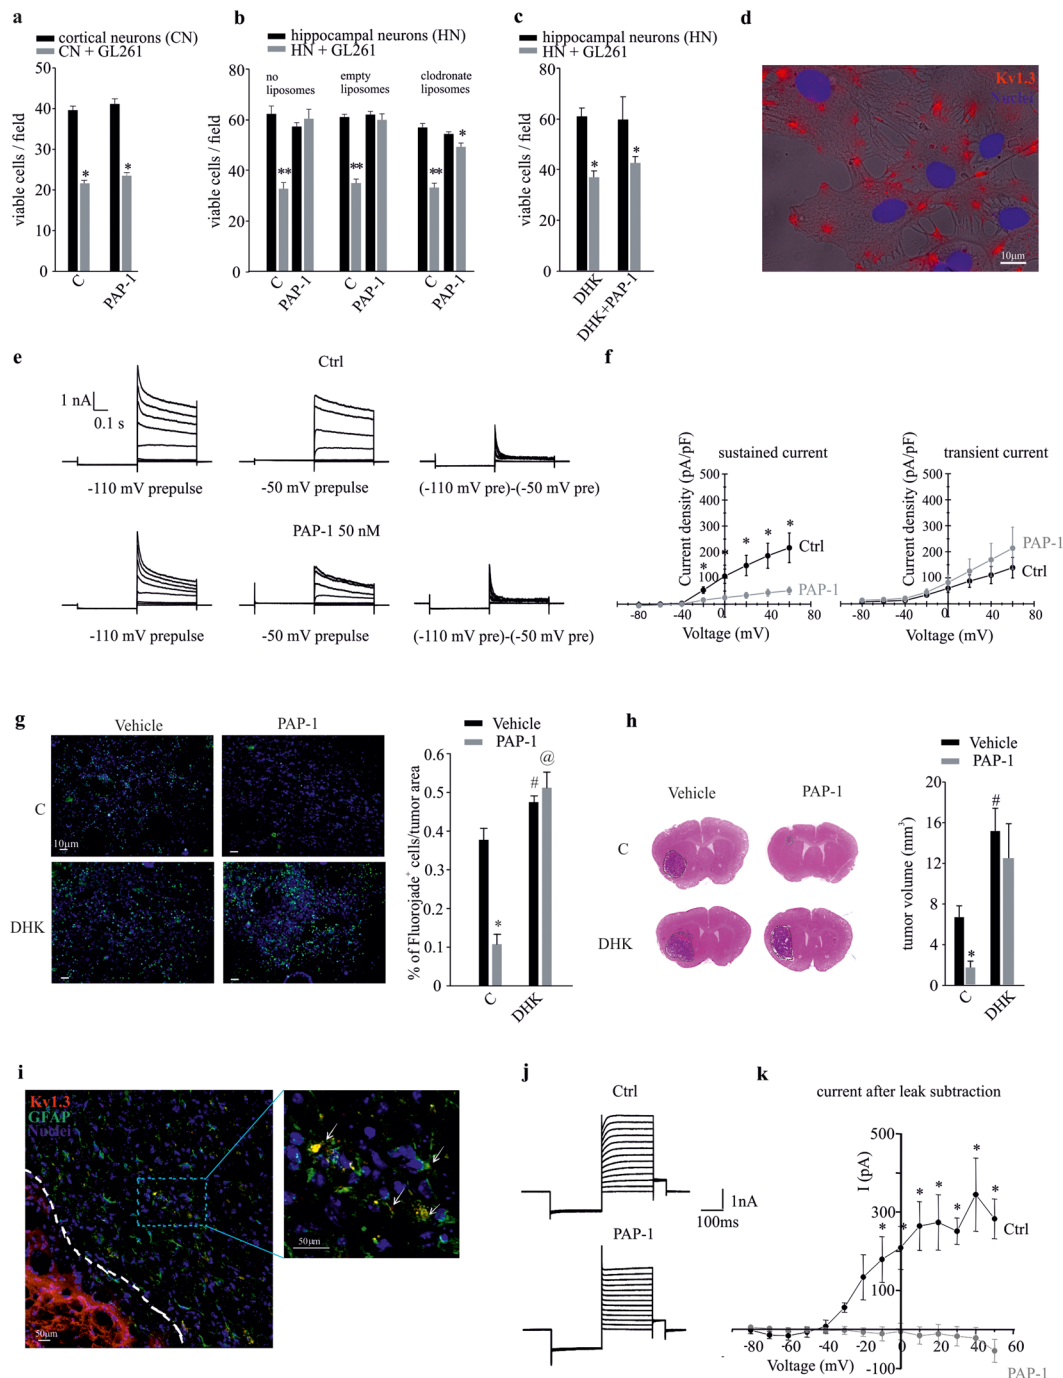 a
cortical neurons (CN)
CN + GL261
viable cells / field
50
40
30
20
10
0
*
*
C
PAP-1
b
hippocampal neurons (HN)
HN + GL261
no
liposomes
empty
liposomes
clodronate
liposomes
viable cells / field
80
60
40
60
0
**
**
**
*
C
PAP-1
C
PAP-1
C
PAP-1
c
hippocampal neurons (HN)
HN + GL261
viable cells / field
80
60
40
60
0
*
*
DHK
DHK+PAP-1
d
Kv1.3
Nuclei
10µm
e
Ctrl
1 nA
0.1 s
-110 mV prepulse
-50 mV prepulse
(-110 mV pre)-(-50 mV pre)
PAP-1 50 nM
-110 mV prepulse
-50 mV prepulse
(-110 mV pre)-(-50 mV pre)
f
sustained current
Current density (pA/pF)
500
400
300
200
100
*
*
*
*
*
Ctrl
PAP-1
-80
-40
0
40
80
Voltage (mV)
transient current
Current density (pA/pF)
500
400
300
200
100
PAP-1
Ctrl
-80
-40
0
40
80
Voltage (mV)
g
Vehicle
PAP-1
C
10µm
DHK
Vehicle
PAP-1
% of Fluorojade⁺ cells/tumor area
0.6
0.5
0.4
0.3
0.2
0.1
0
*
#
@
C
DHK
h
Vehicle
PAP-1
C
DHK
Vehicle
PAP-1
tumor volume (mm³)
20
16
12
8
4
0
*
#
C
DHK
i
Kv1.3
GFAP
Nuclei
50µm
50µm
j
Ctrl
1nA
100ms
PAP-1
k
current after leak subtraction
I (pA)
500
300
100
-100
*
*
*
*
*
*
*
Ctrl
-80
-60
-40
-20
0
20
40
60
Voltage (mV)
PAP-1